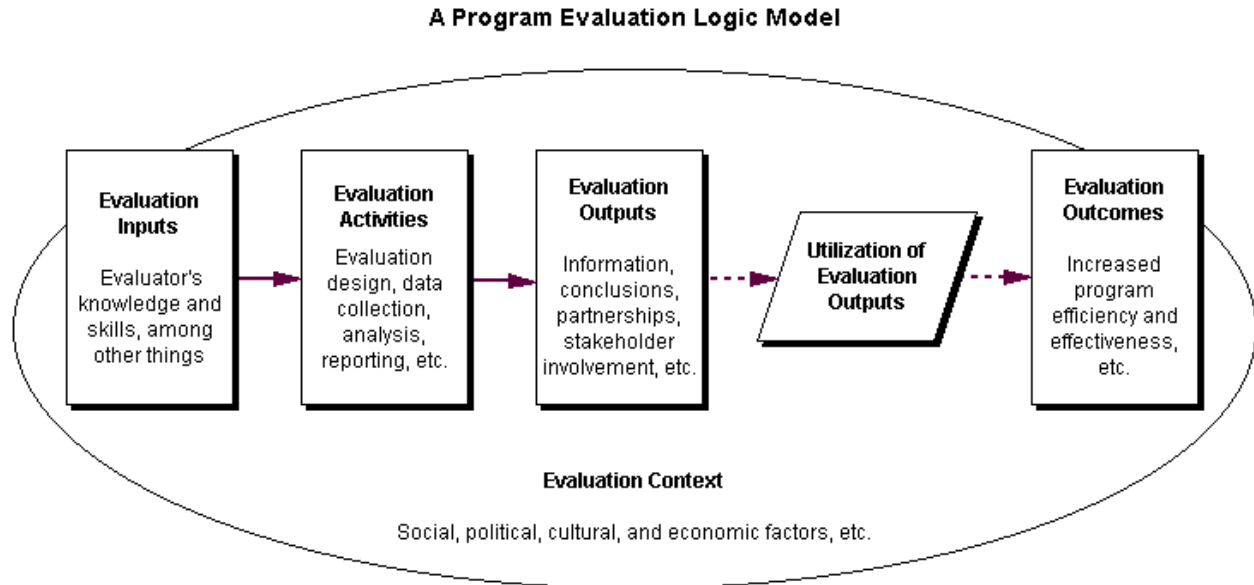 A Program Evaluation Logic Model
Evaluation
Inputs
Evaluator's
knowledge and
skills, among
other things
Evaluation
Activities
Evaluation
design, data
collection,
analysis,
reporting, etc.
Evaluation
Outputs
Information,
conclusions,
partnerships,
stakeholder
involvement, etc.
Utilization of
Evaluation
Outputs
Evaluation
Outcomes
Increased
program
efficiency and
effectiveness,
etc.
Evaluation Context
Social, political, cultural, and economic factors, etc.